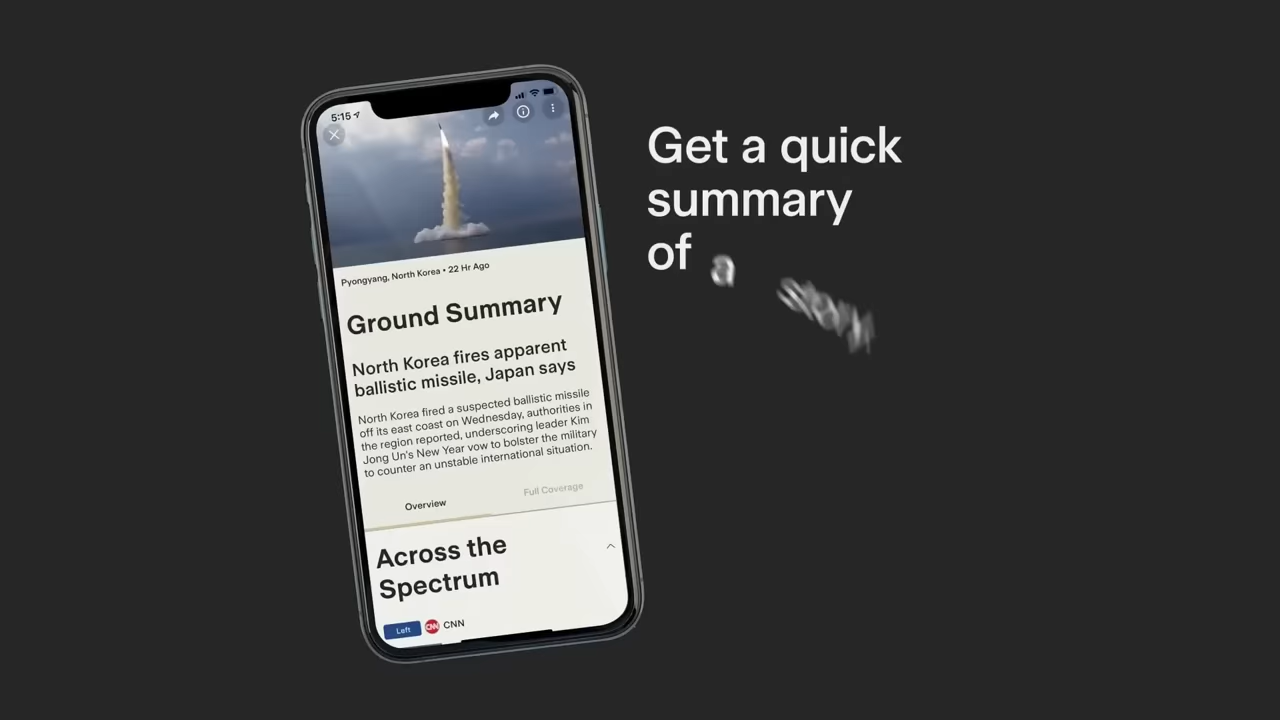 5:15
Pyongyang, North Korea • 22 Hr Ago
Ground Summary
North Korea fires apparent
ballistic missile, Japan says
North Korea fired a suspected ballistic missile
off its east coast on Wednesday, authorities in
the region reported, underscoring leader Kim
Jong Un's New Year vow to bolster the military
to counter an unstable international situation.
Overview
Full Coverage
Across the
Spectrum
Left
CNN
CNN
Get a quick
summary
of a